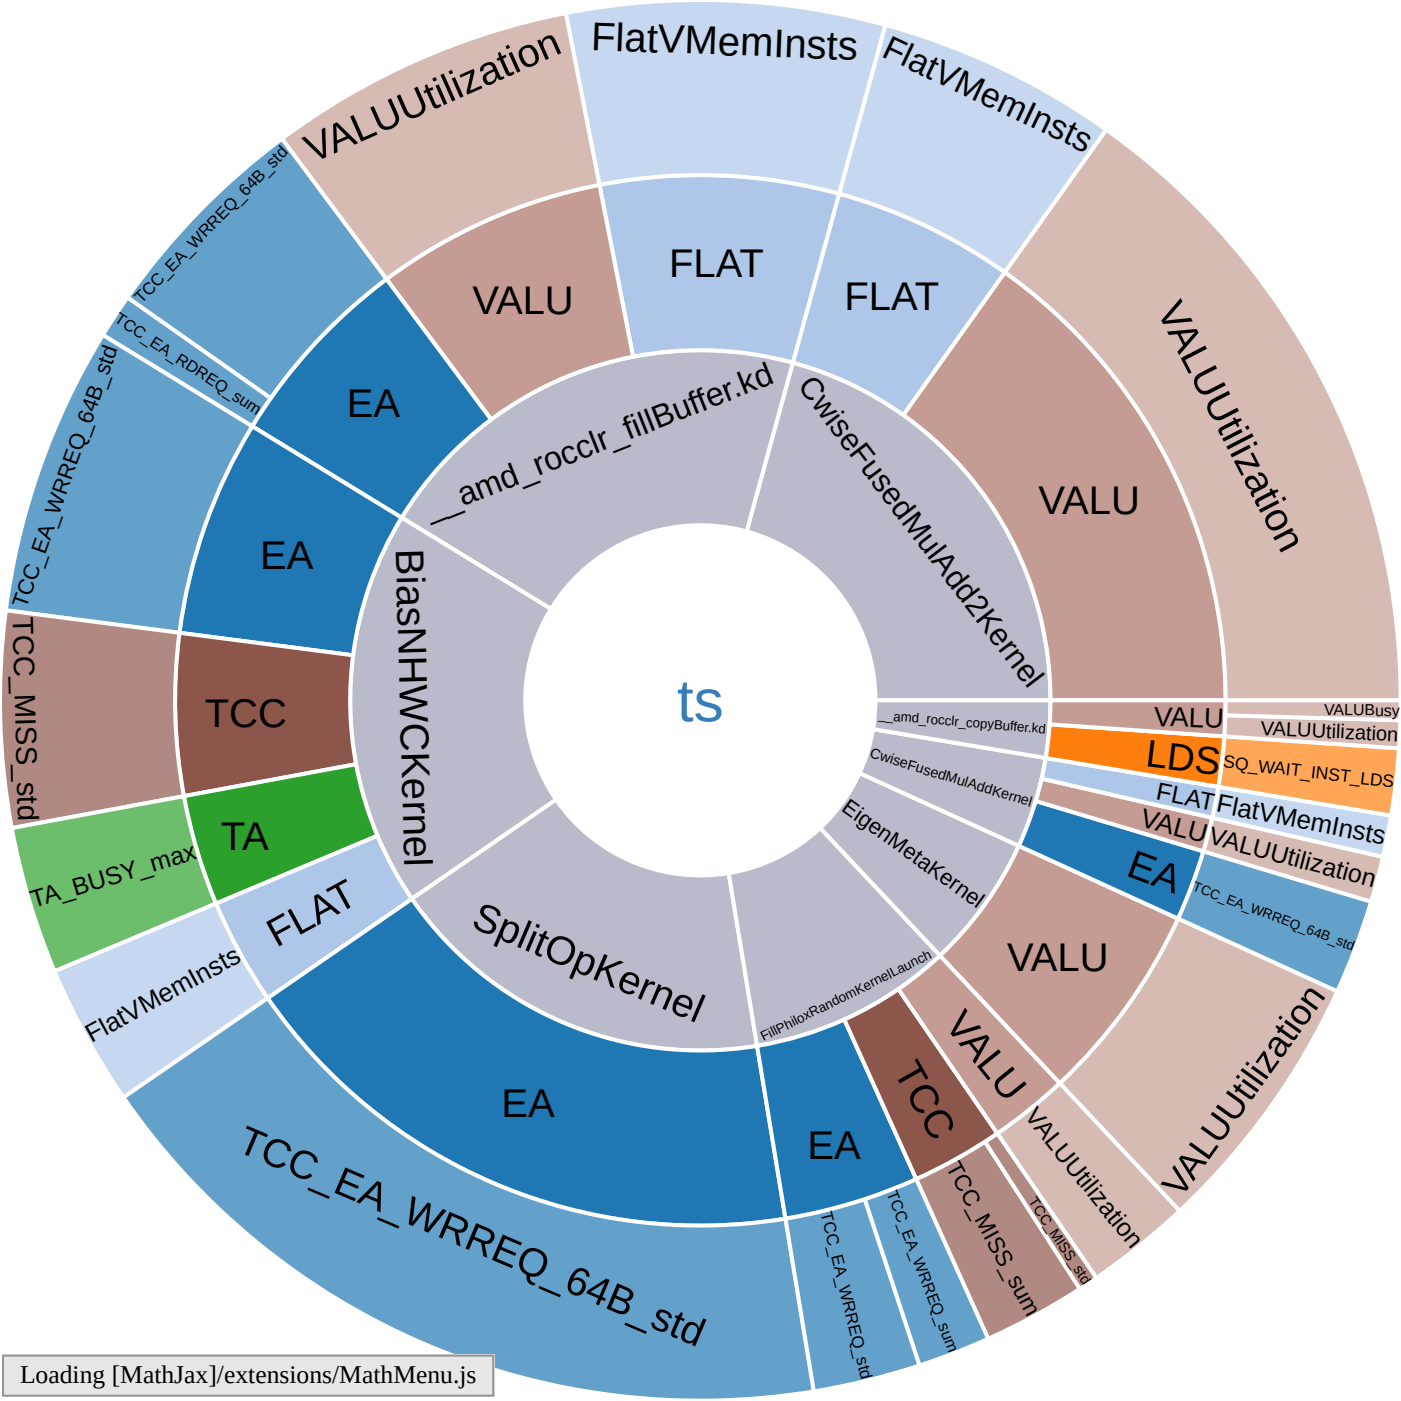 FlatVMemInsts
FlatVMemInsts
VALUUtilization
TCC_EA_WRREQ_64B_std
TCC_EA_RDREQ_sum
TCC_EA_WRREQ_64B_std
TCC_MISS_std
TA_BUSY_max
FlatVMemInsts
TCC_EA_WRREQ_64B_std
TCC_EA_WRREQ_std
TCC_EA_WRREQ_sum
TCC_MISS_sum
TCC_MISS_std
VALUUtilization
VALUUtilization
TCC_EA_WRREQ_64B_std
VALUUtilization
FlatVMemInsts
SQ_WAIT_INST_LDS
VALUUtilization
VALUBusy
VALUUtilization
FLAT
FLAT
VALU
EA
EA
TCC
TA
FLAT
EA
EA
TCC
VALU
VALU
EA
VALU
FLAT
LDS
VALU
VALU
__amd_rocclr_fillBuffer.kd
CwiseFusedMulAdd2Kernel
BiasNHWCKernel
SplitOpKernel
FillPhiloxRandomKernelLaunch
EigenMetaKernel
CwiseFusedMulAddKernel
__amd_rocclr_copyBuffer.kd
ts
Loading [MathJax]/extensions/MathMenu.js